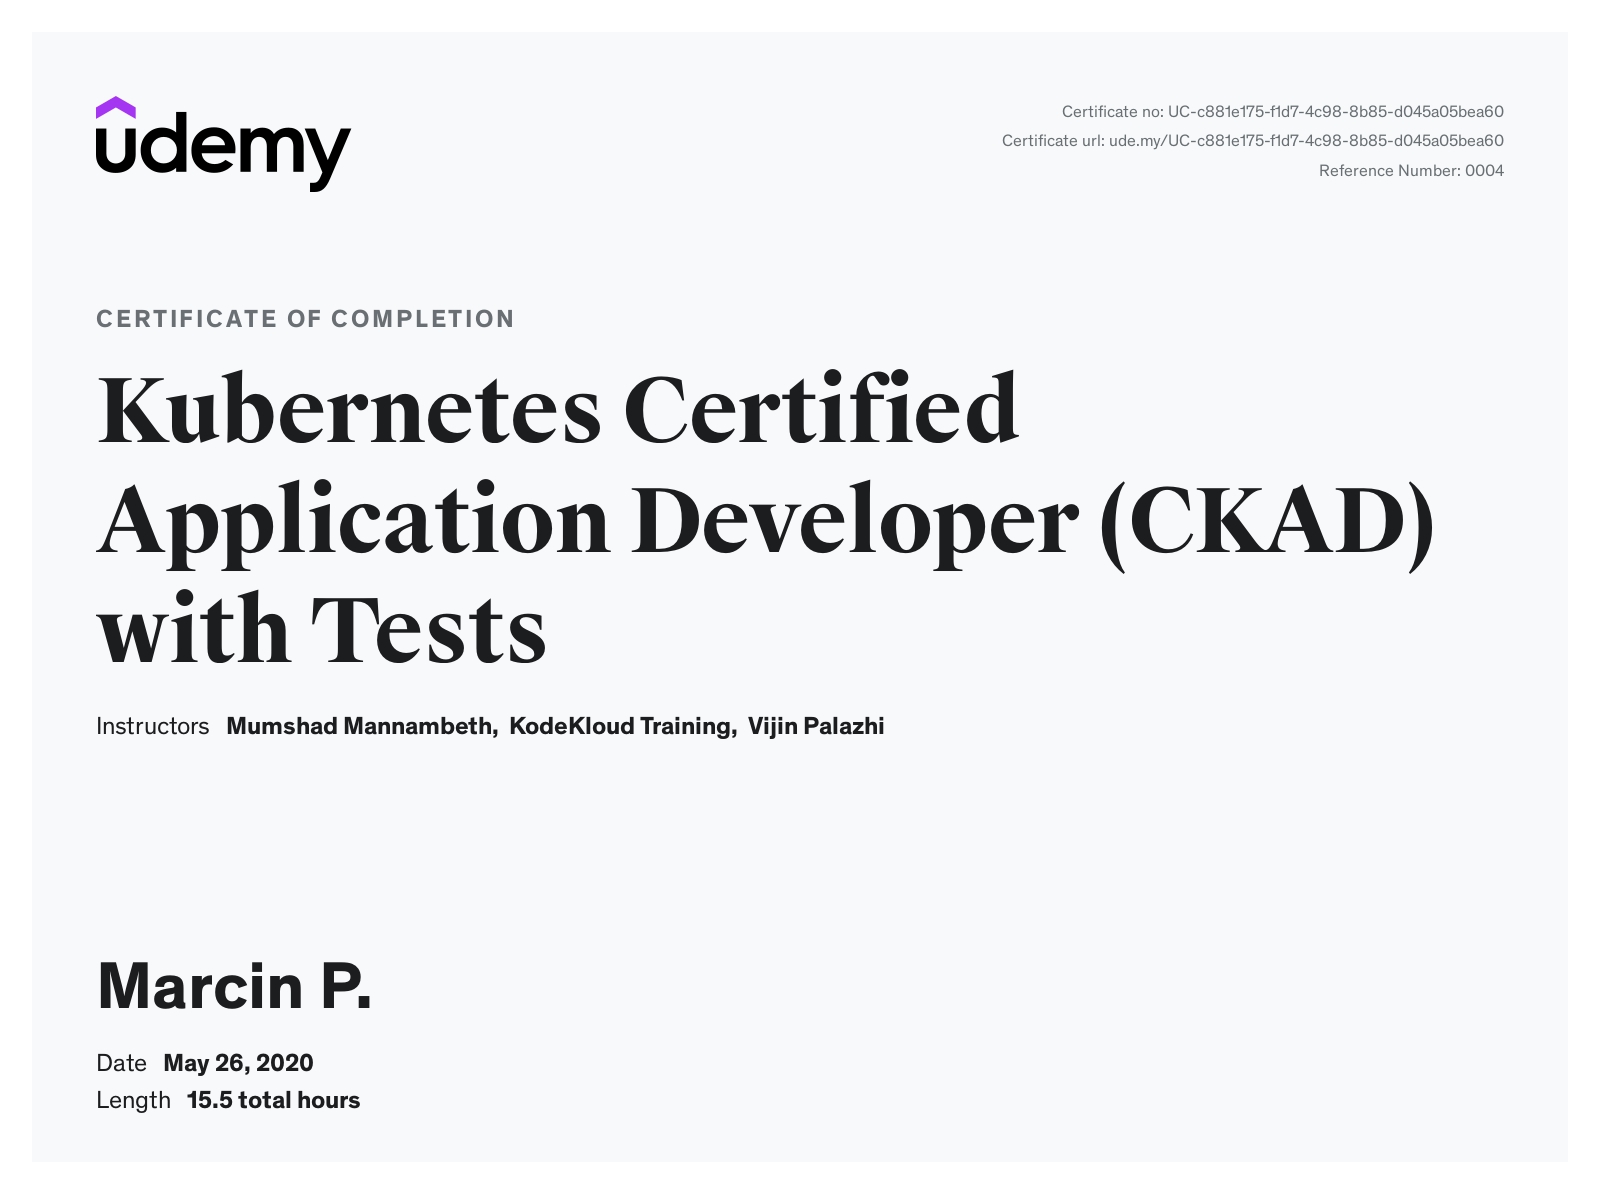 udemy
Certificate no: UC-c881e175-f1d7-4c98-8b85-d045a05bea60
Certificate url: ude.my/UC-c881e175-f1d7-4c98-8b85-d045a05bea60
Reference Number: 0004
CERTIFICATE OF COMPLETION
Kubernetes Certified
Application Developer (CKAD)
with Tests
Instructors Mumshad Mannambeth, KodeKloud Training, Vijin Palazhi
Marcin P.
Date May 26, 2020
Length 15.5 total hours